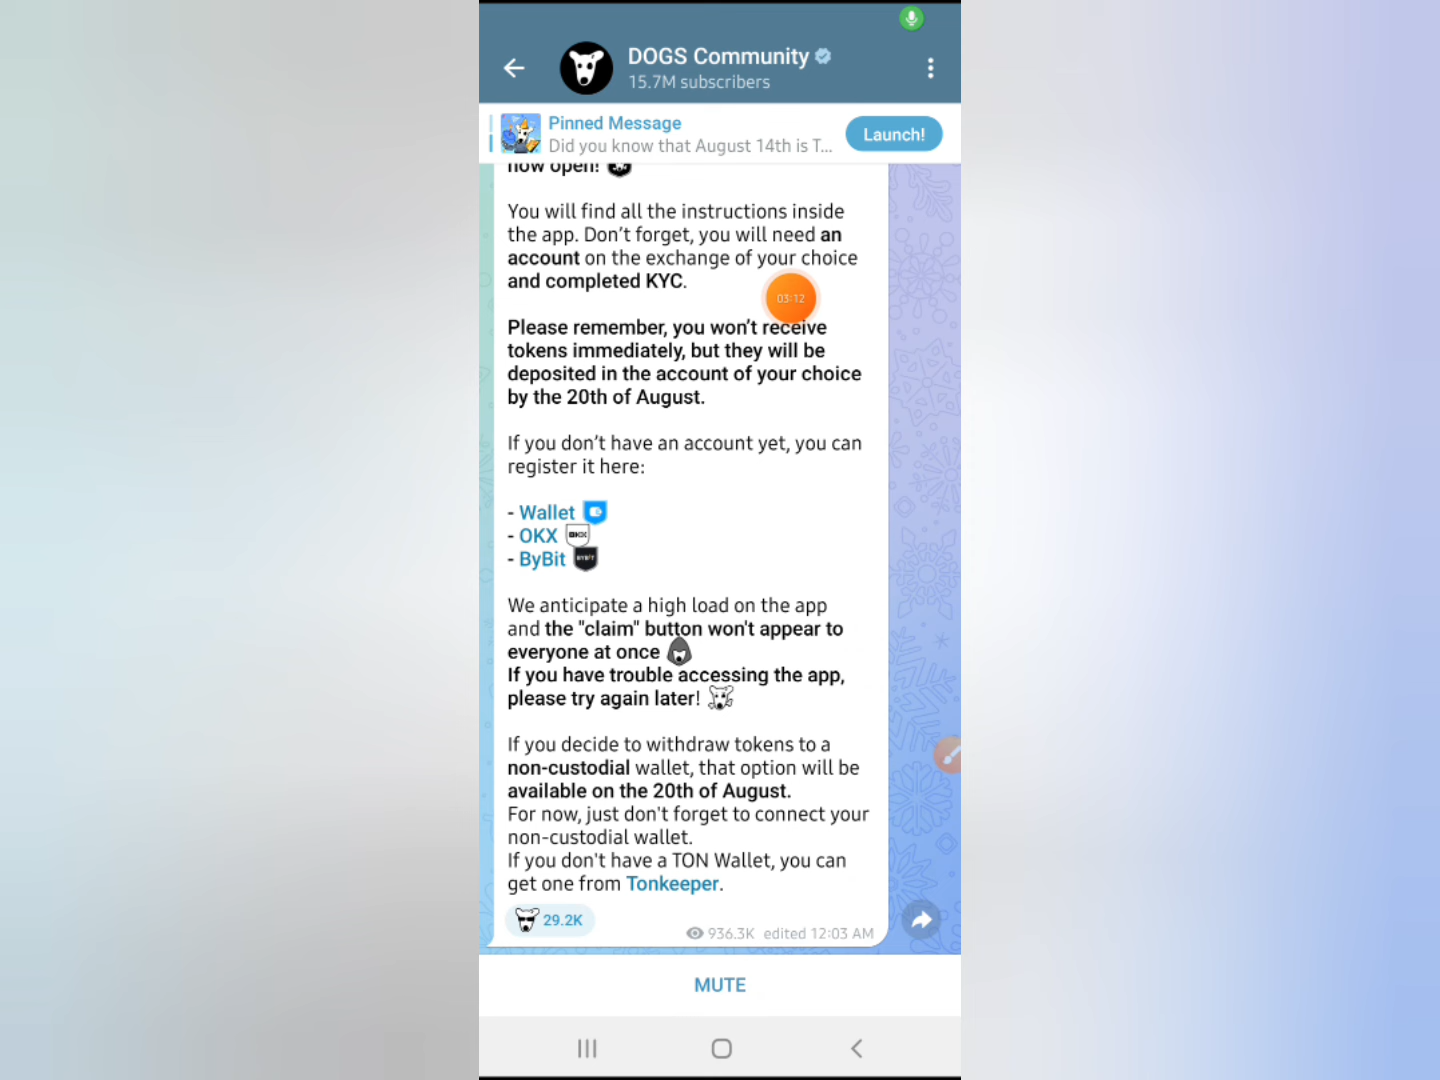 DOGS Community
15.7M subscribers
Pinned Message
Did you know that August 14th is T...
Launch!
now open!
You will find all the instructions inside
the app. Don't forget, you will need an
account on the exchange of your choice
and completed KYC.
03:12
Please remember, you won't receive
tokens immediately, but they will be
deposited in the account of your choice
by the 20th of August.
If you don't have an account yet, you can
register it here:
- Wallet
- OKX OKX
- ByBit BYBIT
We anticipate a high load on the app
and the "claim" button won't appear to
everyone at once
If you have trouble accessing the app,
please try again later!
If you decide to withdraw tokens to a
non-custodial wallet, that option will be
available on the 20th of August.
For now, just don't forget to connect your
non-custodial wallet.
If you don't have a TON Wallet, you can
get one from Tonkeeper.
29.2K
936.3K edited 12:03 AM
MUTE